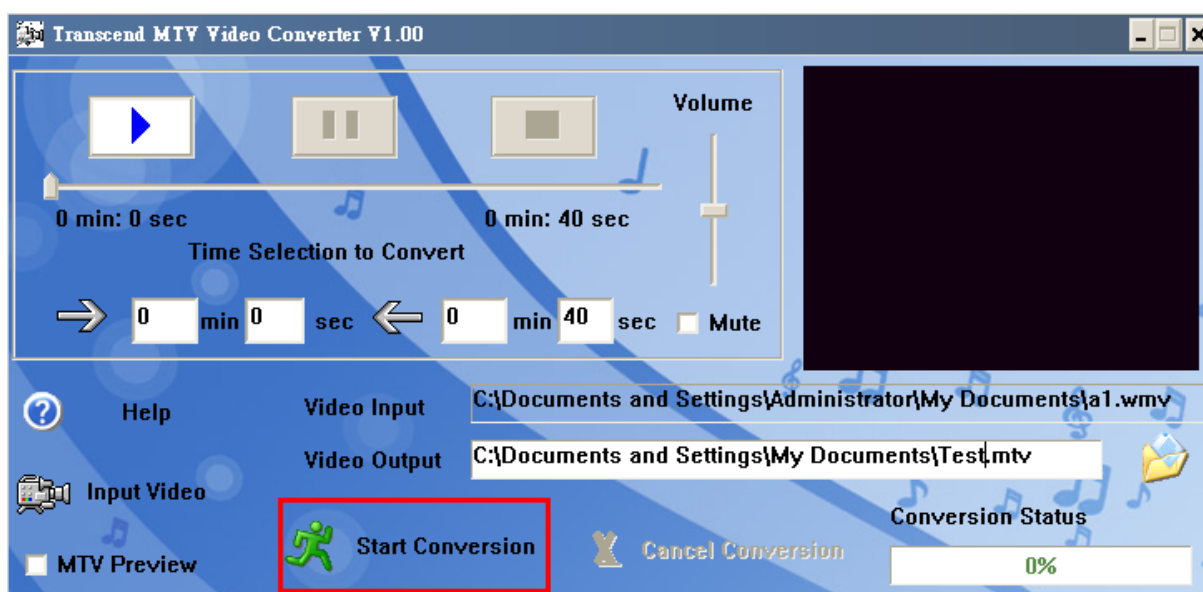 Transcend MTV Video Converter V1.00
Volume
0 min: 0 sec
0 min: 40 sec
Time Selection to Convert
0 min 0 sec 0 min 40 sec
Mute
Help
Video Input C:\Documents and Settings\Administrator\My Documents\a1.wmv
Video Output C:\Documents and Settings\My Documents\Test.mtv
Input Video
Conversion Status
Start Conversion
Cancel Conversion
MTV Preview
0%